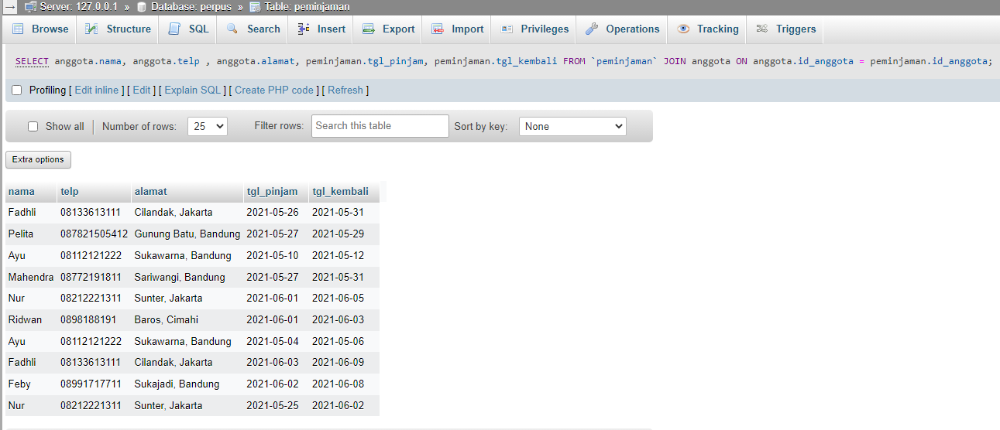 Server: 127.0.0.1 » Database: perpus » Table: peminjaman
Browse Structure SQL Search Insert Export Import Privileges Operations Tracking Triggers
SELECT anggota.nama, anggota.telp , anggota.alamat, peminjaman.tgl_pinjam, peminjaman.tgl_kembali FROM `peminjaman` JOIN anggota ON anggota.id_anggota = peminjaman.id_anggota;
Profiling [ Edit inline ] [ Edit ] [ Explain SQL ] [ Create PHP code ] [ Refresh ]
Show all | Number of rows: 25 Filter rows: Search this table Sort by key: None
Extra options
nama telp alamat tgl_pinjam tgl_kembali
Fadhli 08133613111 Cilandak, Jakarta 2021-05-26 2021-05-31
Pelita 087821505412 Gunung Batu, Bandung 2021-05-27 2021-05-29
Ayu 08112121222 Sukawarna, Bandung 2021-05-10 2021-05-12
Mahendra 08772191811 Sariwangi, Bandung 2021-05-27 2021-05-31
Nur 08212221311 Sunter, Jakarta 2021-06-01 2021-06-05
Ridwan 0898188191 Baros, Cimahi 2021-06-01 2021-06-03
Ayu 08112121222 Sukawarna, Bandung 2021-05-04 2021-05-06
Fadhli 08133613111 Cilandak, Jakarta 2021-06-03 2021-06-09
Feby 08991717711 Sukajadi, Bandung 2021-06-02 2021-06-08
Nur 08212221311 Sunter, Jakarta 2021-05-25 2021-06-02